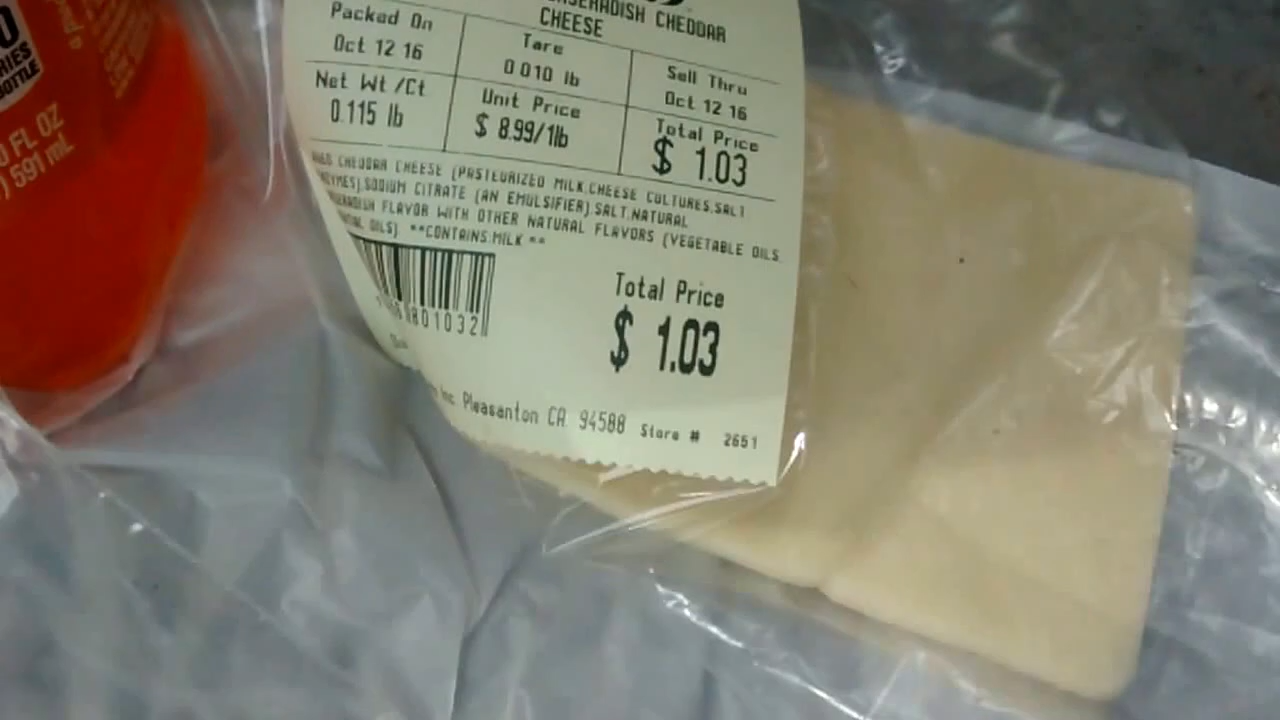 CHEDDAR
CHEESE
Packed On
Oct 12 16
Tare
0 010 lb
Sell Thru
Oct 12 16
Net Wt /Ct
0.115 lb
Unit Price
$ 8.99/1lb
Total Price
$ 1.03
CHEDDAR CHEESE (PASTEURIZED MILK,CHEESE CULTURES,SALT
SODIUM CITRATE (AN EMULSIFIER),SALT,NATURAL
FLAVOR WITH OTHER NATURAL FLAVORS (VEGETABLE OILS,
OILS) **CONTAINS:MILK **
801032
Total Price
$ 1.03
Inc. Pleasanton CA 94588 Store # 2651
FL OZ
591 mL